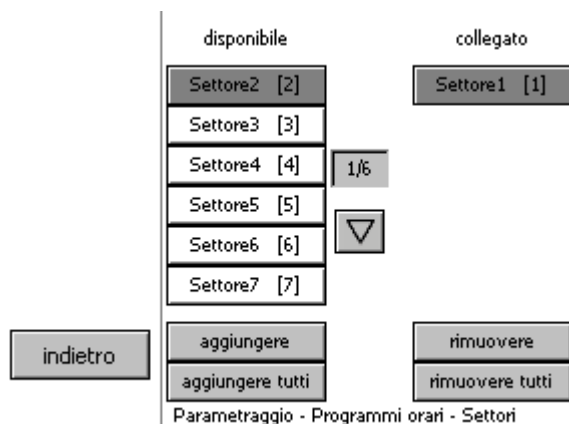 disponibile collegato
Settore2 [2] Settore1 [1]
Settore3 [3]
Settore4 [4] 1/6
Settore5 [5]
Settore6 [6]
Settore7 [7]
indietro
aggiungere rimuovere
aggiungere tutti rimuovere tutti
Parametraggio - Programmi orari - Settori